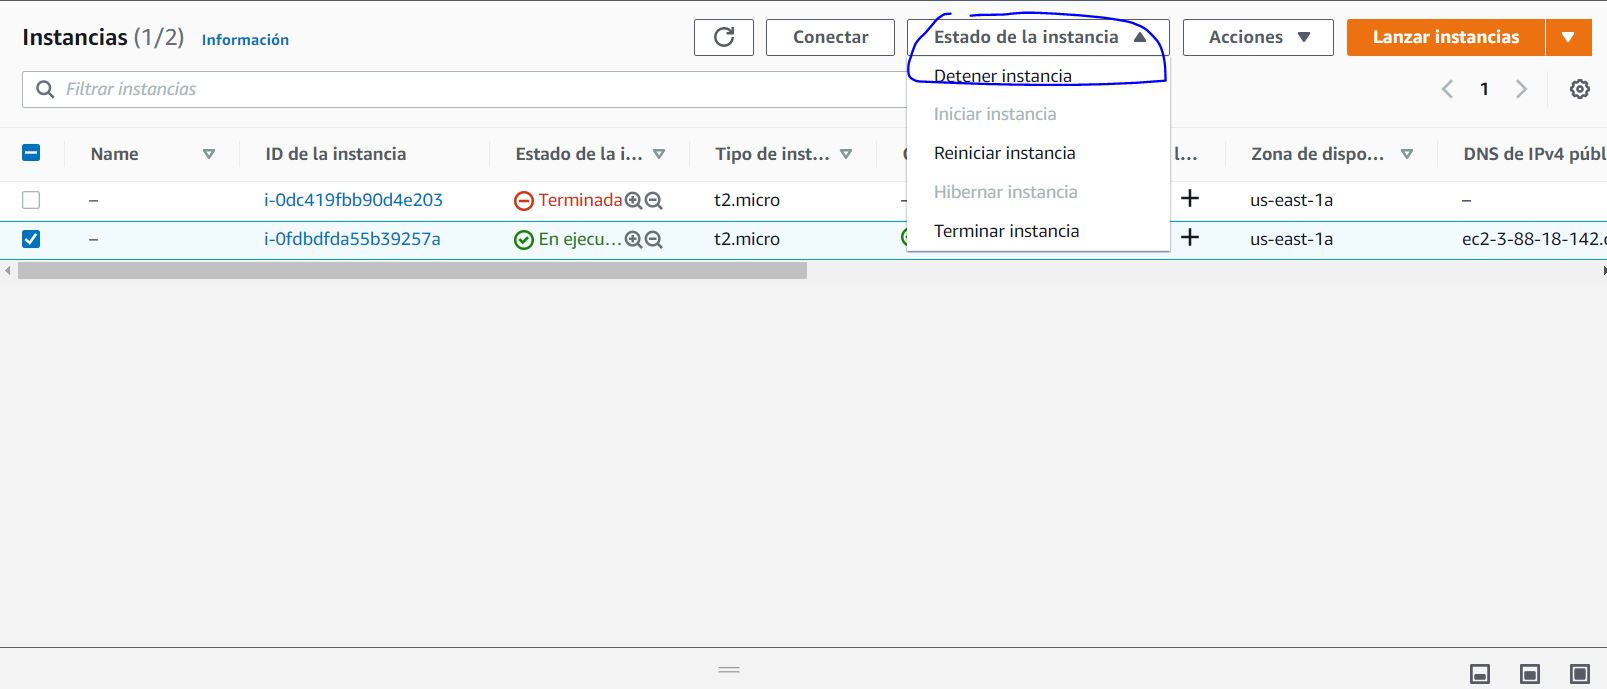 Instancias (1/2) Información Conectar Estado de la instancia Acciones Lanzar instancias
Filtrar instancias 1
Detener instancia
Iniciar instancia
Reiniciar instancia
Hibernar instancia
Terminar instancia
Name ID de la instancia Estado de la i... Tipo de inst... l... Zona de dispo... DNS de IPv4 públ
– i-0dc419fbb90d4e203 Terminada t2.micro – us-east-1a –
– i-0fdbdfda55b39257a En ejecu... t2.micro us-east-1a ec2-3-88-18-142.